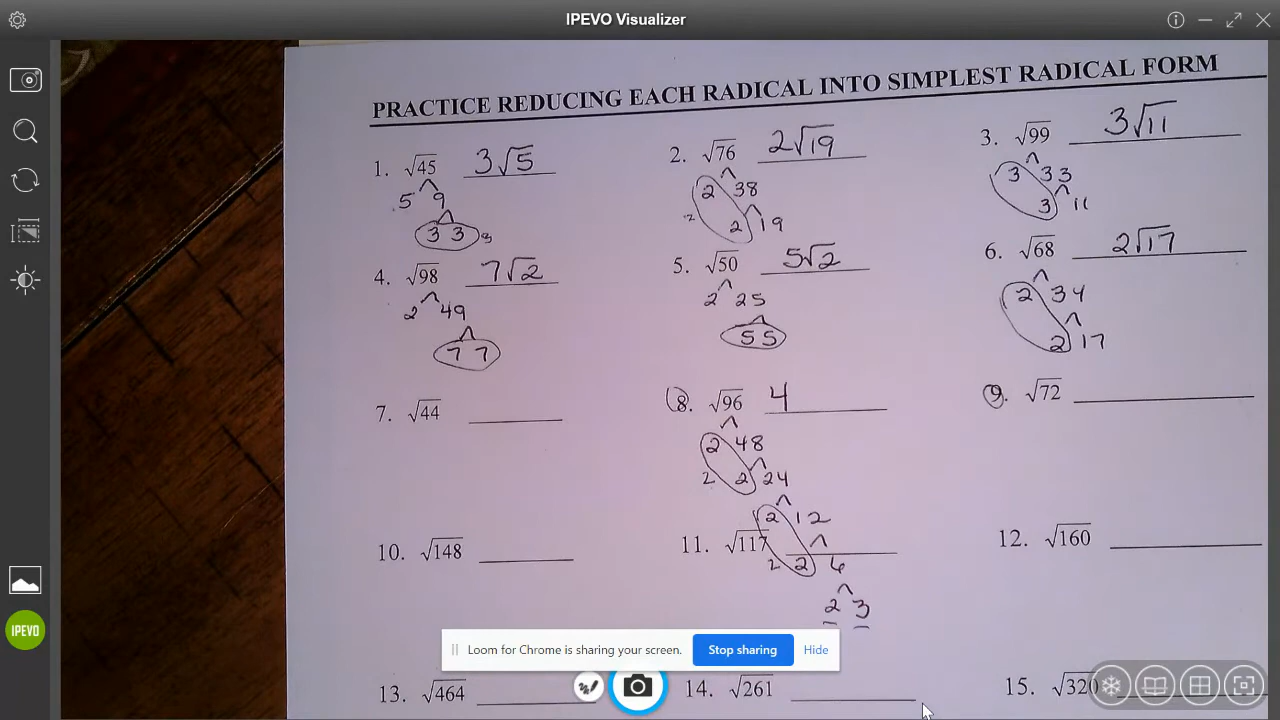 IPEVO Visualizer
PRACTICE REDUCING EACH RADICAL INTO SIMPLEST RADICAL FORM
1. √45 3√5
5 9
3 3 3
2. √76 2√19
2 38
2 2 19
3. √99 3√11
3 33
3 11
4. √98 7√2
2 49
7 7
5. √50 5√2
2 25
5 5
6. √68 2√17
2 34
2 17
7. √44
8. √96 4
2 48
2 2 24
2 12
2 2 6
2 3
9. √72
10. √148
11. √117
12. √160
IPEVO
Loom for Chrome is sharing your screen. Stop sharing Hide
13. √464
14. √261
15. √320